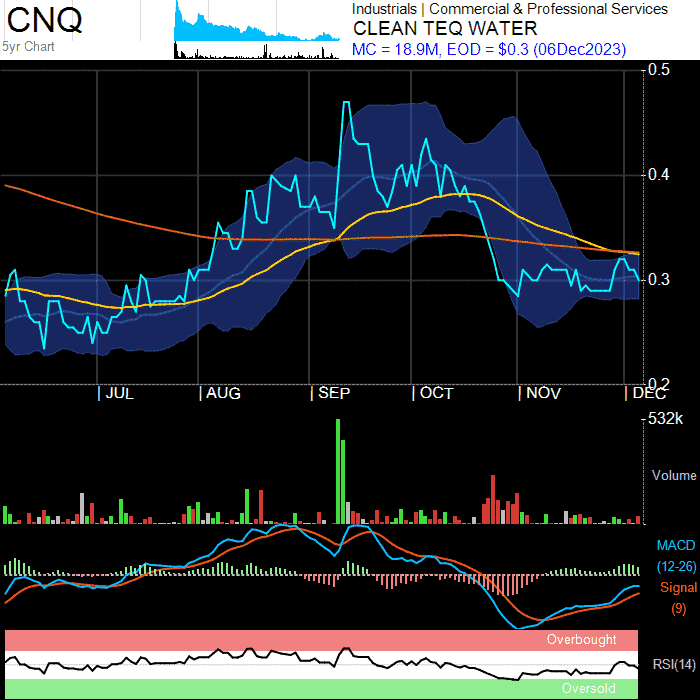 CNQ
5yr Chart
Industrials | Commercial & Professional Services
CLEAN TEQ WATER
MC = 18.9M, EOD = $0.3 (06Dec2023)
0.5
0.4
0.3
0.2
| JUL | AUG | SEP | OCT | NOV | DEC
532k
Volume
MACD
(12-26)
Signal
(9)
Overbought
RSI(14)
Oversold